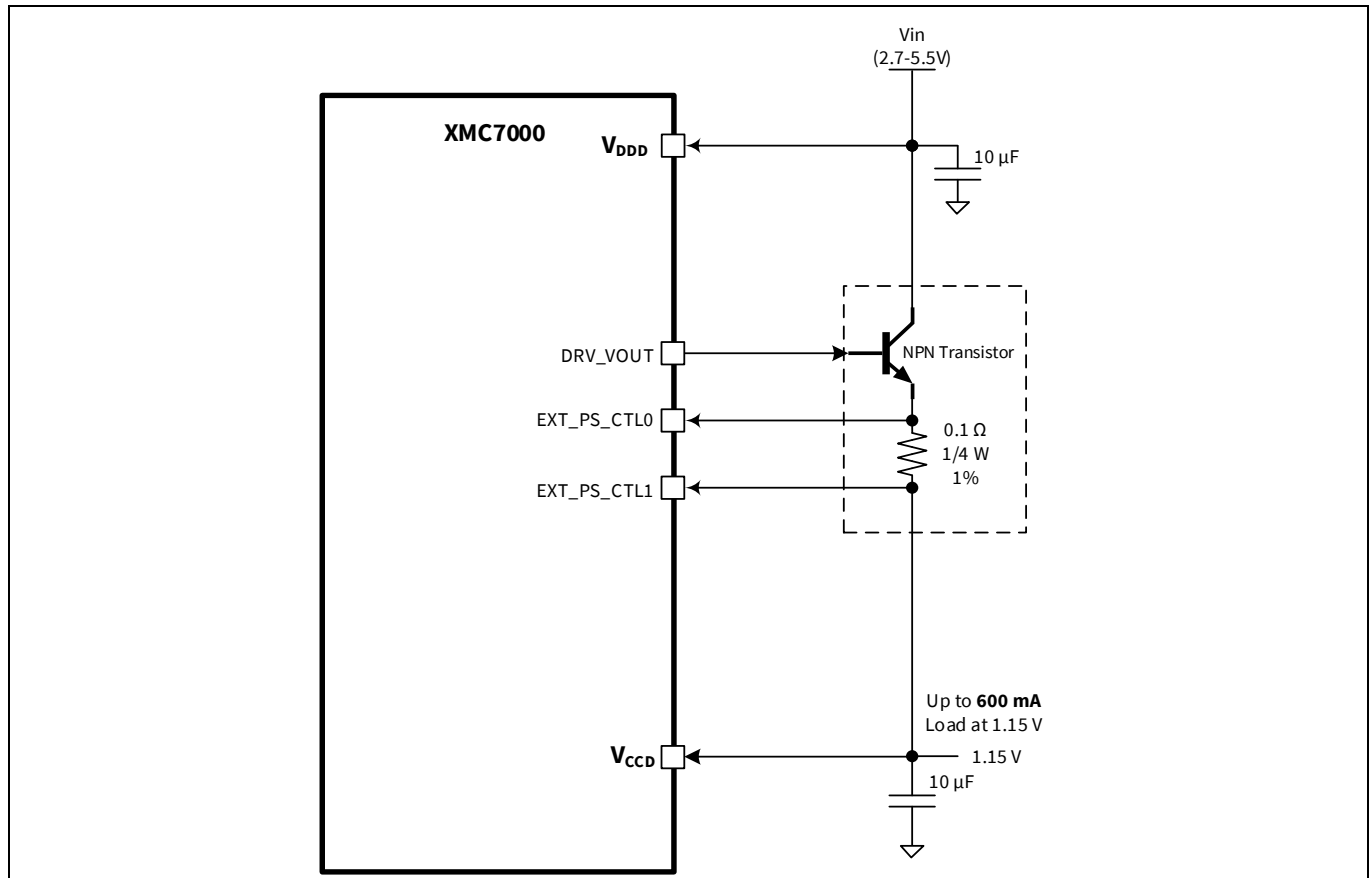 Vin
(2.7-5.5V)
XMC7000
VDDD
10 µF
DRV_VOUT
NPN Transistor
EXT_PS_CTL0
0.1 Ω
1/4 W
1%
EXT_PS_CTL1
Up to 600 mA
Load at 1.15 V
VCCD
1.15 V
10 µF